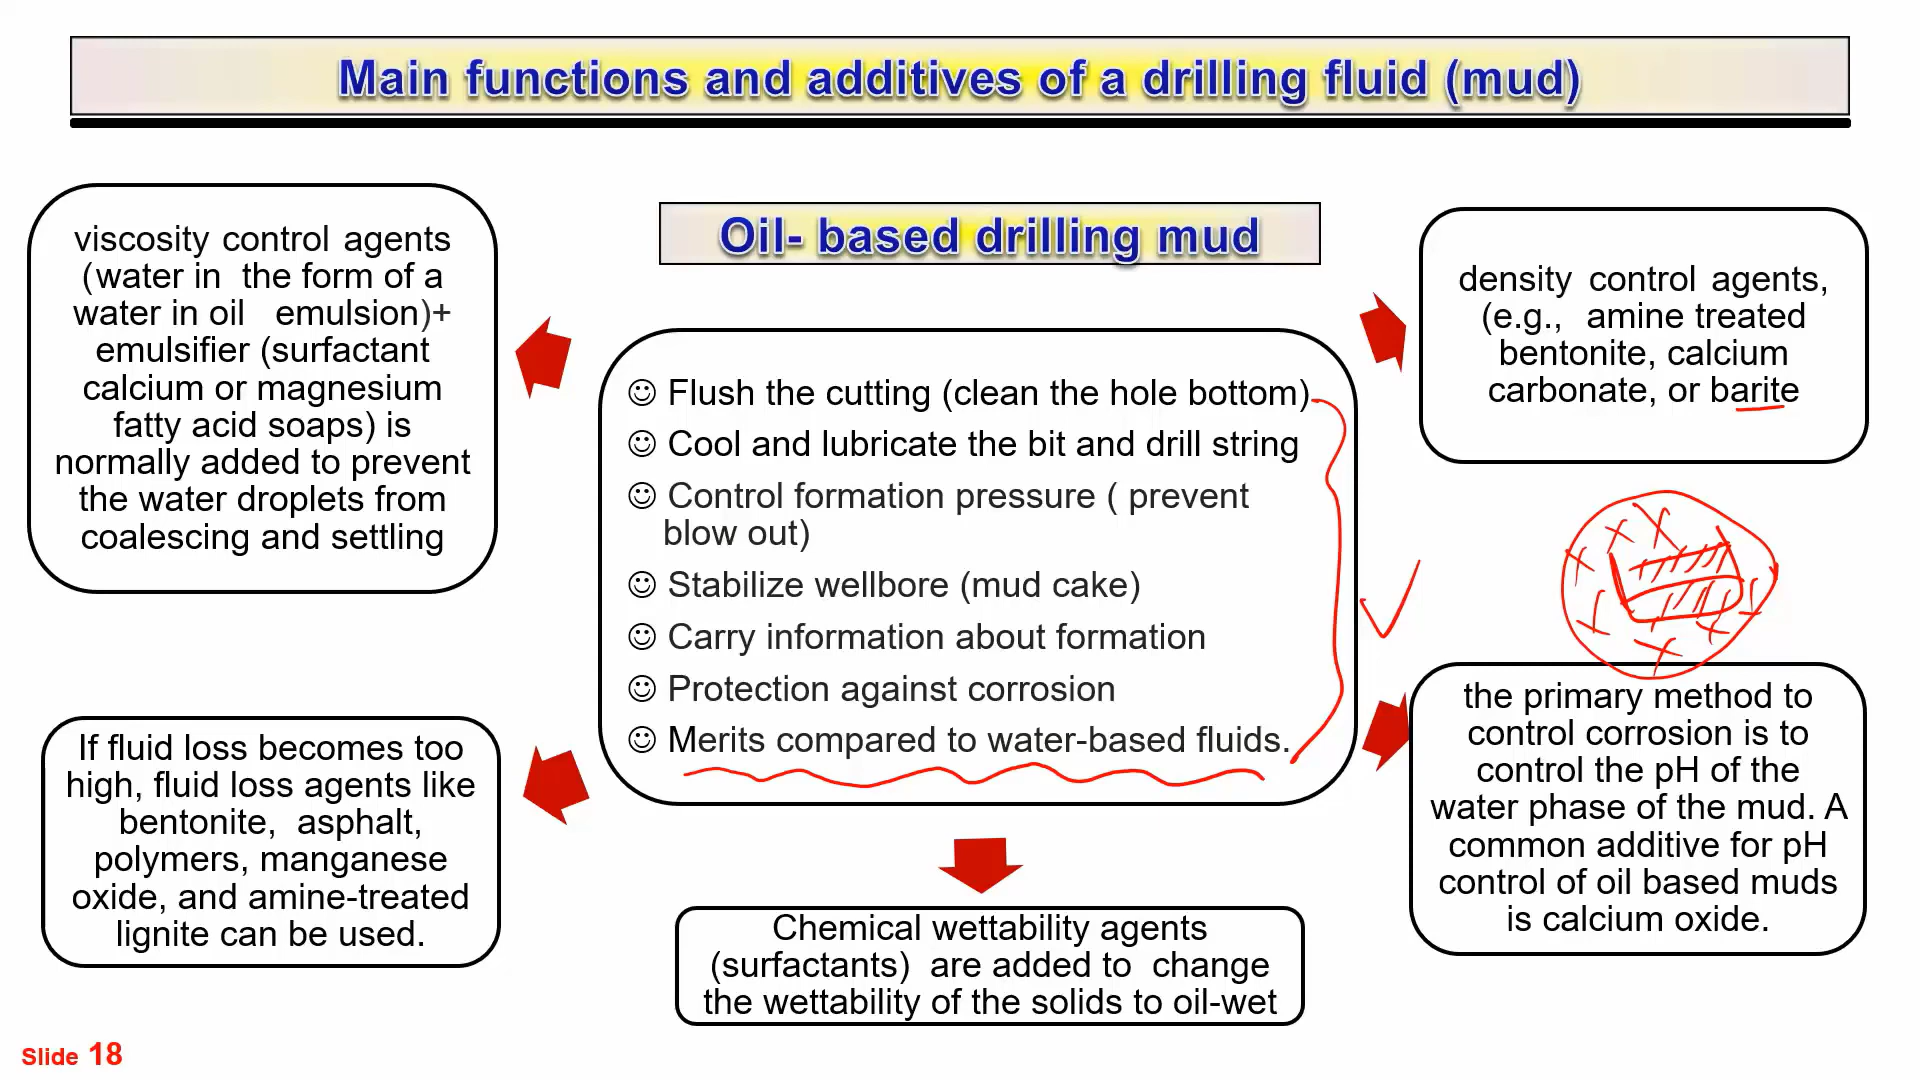 Main functions and additives of a drilling fluid (mud)
viscosity control agents
(water in the form of a
water in oil emulsion)+
emulsifier (surfactant
calcium or magnesium
fatty acid soaps) is
normally added to prevent
the water droplets from
coalescing and settling
Oil- based drilling mud
density control agents,
(e.g., amine treated
bentonite, calcium
carbonate, or barite
☺ Flush the cutting (clean the hole bottom)
☺ Cool and lubricate the bit and drill string
☺ Control formation pressure ( prevent
blow out)
☺ Stabilize wellbore (mud cake)
☺ Carry information about formation
☺ Protection against corrosion
☺ Merits compared to water-based fluids.
If fluid loss becomes too
high, fluid loss agents like
bentonite, asphalt,
polymers, manganese
oxide, and amine-treated
lignite can be used.
the primary method to
control corrosion is to
control the pH of the
water phase of the mud. A
common additive for pH
control of oil based muds
is calcium oxide.
Chemical wettability agents
(surfactants) are added to change
the wettability of the solids to oil-wet
Slide 18